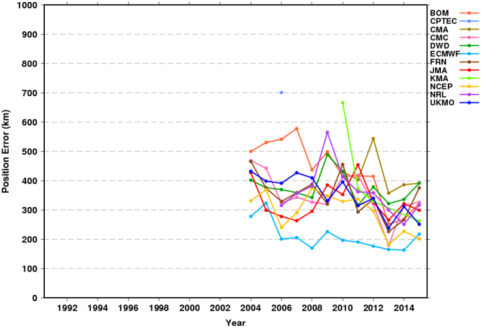 1000
900
800
700
600
500
400
300
200
100
0
Position Error (km)
1992 1994 1996 1998 2000 2002 2004 2006 2008 2010 2012 2014
Year
BOM
CPTEC
CMA
CMC
DWD
ECMWF
FRN
JMA
KMA
NCEP
NRL
UKMO